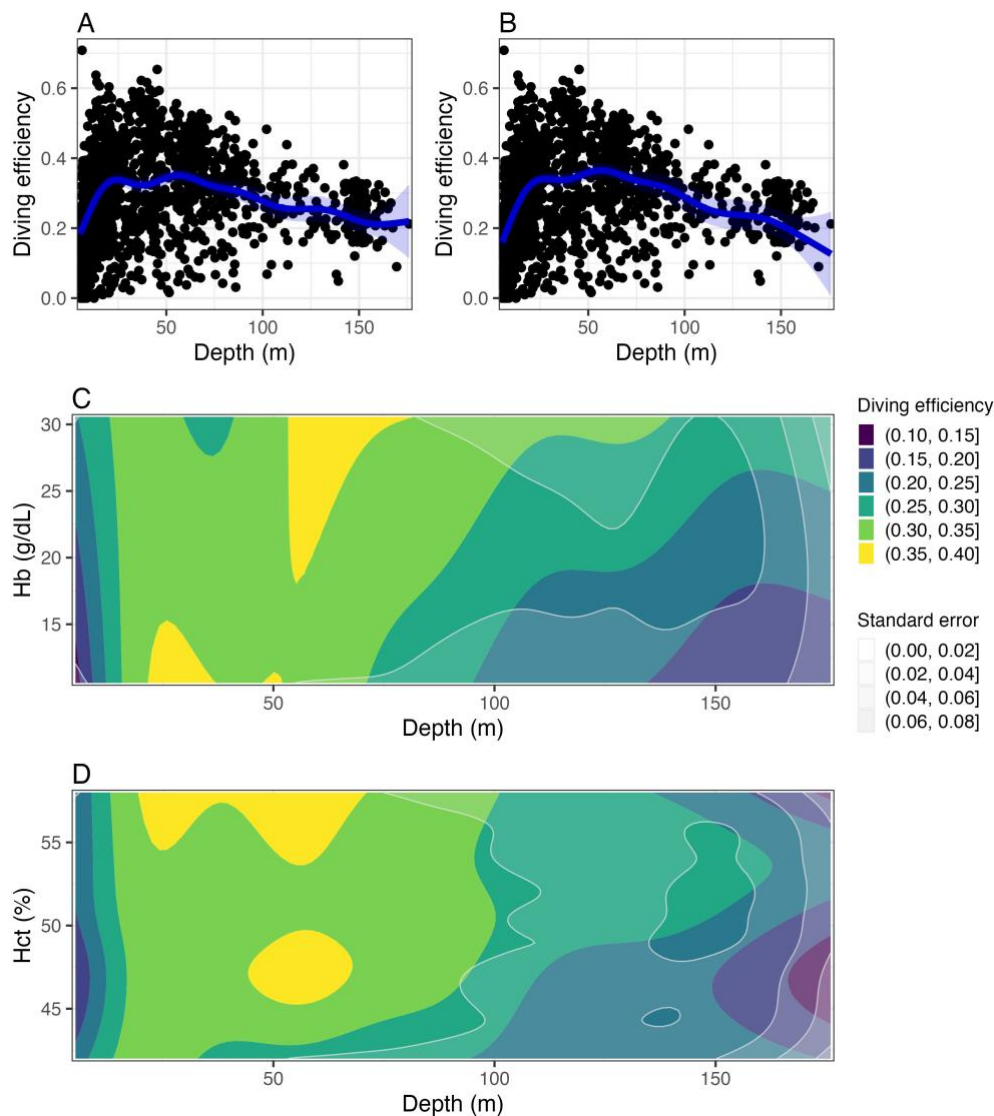 A
B
Diving efficiency
0.6
0.4
0.2
0.0
50
100
150
Depth (m)
Diving efficiency
0.6
0.4
0.2
0.0
50
100
150
Depth (m)
C
Hb (g/dL)
30
25
20
15
50
100
150
Depth (m)
Diving efficiency
(0.10, 0.15]
(0.15, 0.20]
(0.20, 0.25]
(0.25, 0.30]
(0.30, 0.35]
(0.35, 0.40]
Standard error
(0.00, 0.02]
(0.02, 0.04]
(0.04, 0.06]
(0.06, 0.08]
D
Hct (%)
55
50
45
50
100
150
Depth (m)